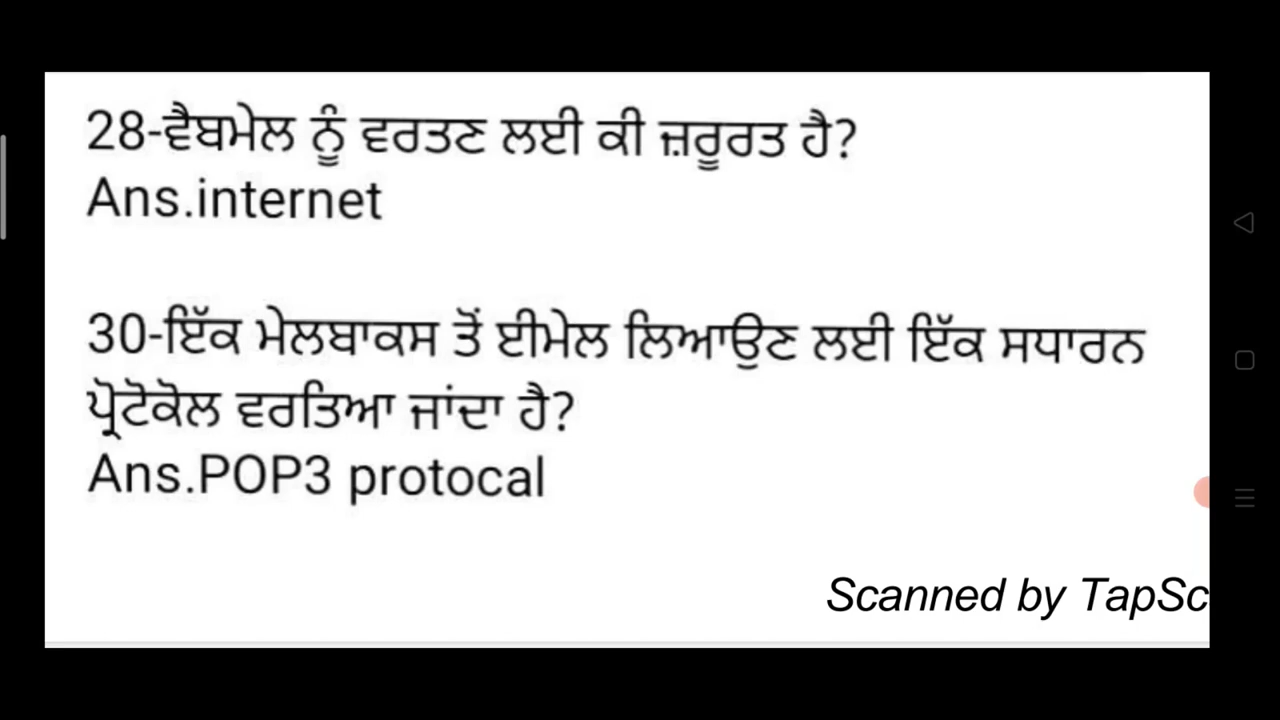 28-ਵੈਬਮੇਲ ਨੂੰ ਵਰਤਣ ਲਈ ਕੀ ਜ਼ਰੂਰਤ ਹੈ?
Ans.internet
30-ਇੱਕ ਮੇਲਬਾਕਸ ਤੋਂ ਈਮੇਲ ਲਿਆਉਣ ਲਈ ਇੱਕ ਸਧਾਰਨ
ਪ੍ਰੋਟੋਕੋਲ ਵਰਤਿਆ ਜਾਂਦਾ ਹੈ?
Ans.POP3 protocal
Scanned by TapSc